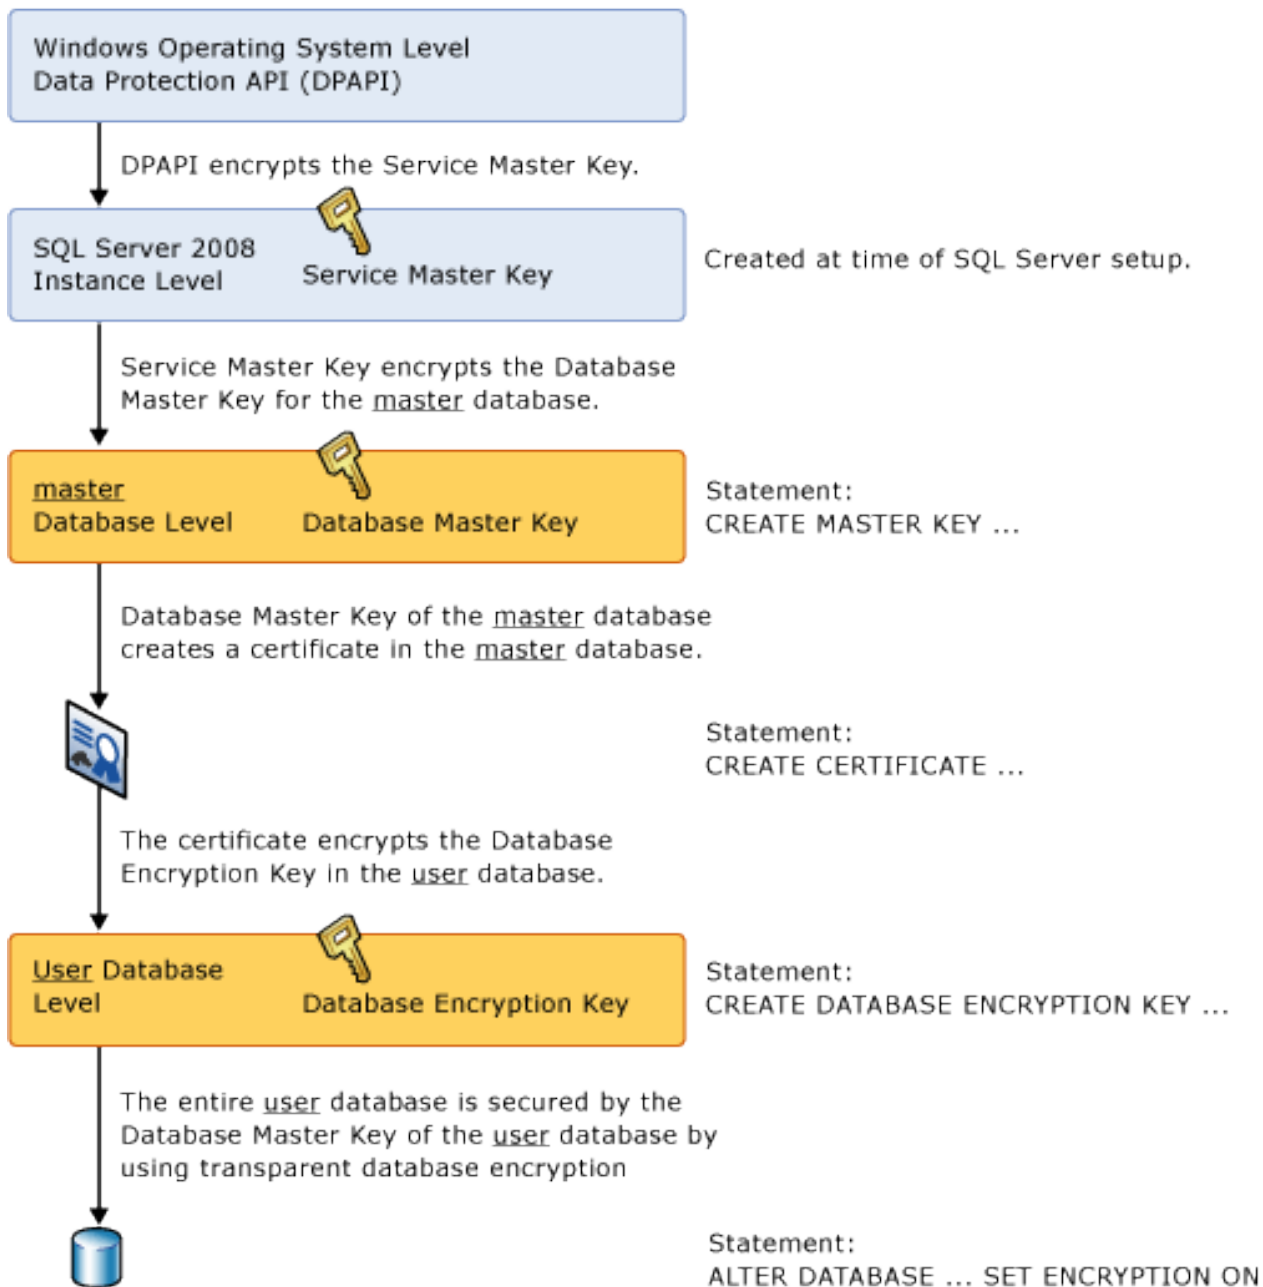 Windows Operating System Level
Data Protection API (DPAPI)
DPAPI encrypts the Service Master Key.
SQL Server 2008
Instance Level
Service Master Key
Created at time of SQL Server setup.
Service Master Key encrypts the Database
Master Key for the master database.
master
Database Level
Database Master Key
Statement:
CREATE MASTER KEY ...
Database Master Key of the master database
creates a certificate in the master database.
Statement:
CREATE CERTIFICATE ...
The certificate encrypts the Database
Encryption Key in the user database.
User Database
Level
Database Encryption Key
Statement:
CREATE DATABASE ENCRYPTION KEY ...
The entire user database is secured by the
Database Master Key of the user database by
using transparent database encryption
Statement:
ALTER DATABASE ... SET ENCRYPTION ON